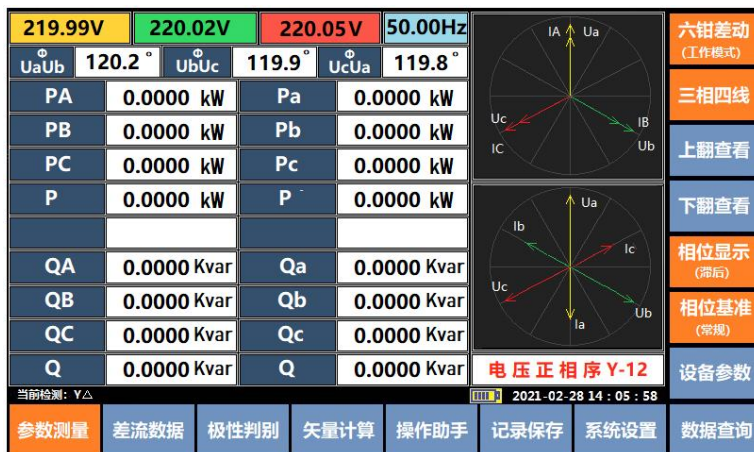 219.99V 220.02V 220.05V 50.00Hz
Φ UaUb 120.2° Φ UbUc 119.9° Φ UcUa 119.8°
PA 0.0000 kW Pa 0.0000 kW
PB 0.0000 kW Pb 0.0000 kW
PC 0.0000 kW Pc 0.0000 kW
P 0.0000 kW P 0.0000 kW
QA 0.0000 Kvar Qa 0.0000 Kvar
QB 0.0000 Kvar Qb 0.0000 Kvar
QC 0.0000 Kvar Qc 0.0000 Kvar
Q 0.0000 Kvar Q 0.0000 Kvar
IA Ua
Uc IB
IC Ub
Ua
Ib
Ic
Uc
Ub
Ia
电压正相序Y-12
六钳差动
(工作模式)
三相四线
上翻查看
下翻查看
相位显示
(滞后)
相位基准
(常规)
设备参数
当前检测: Y△ 2021-02-28 14 : 05 : 58
参数测量 差流数据 极性判别 矢量计算 操作助手 记录保存 系统设置 数据查询